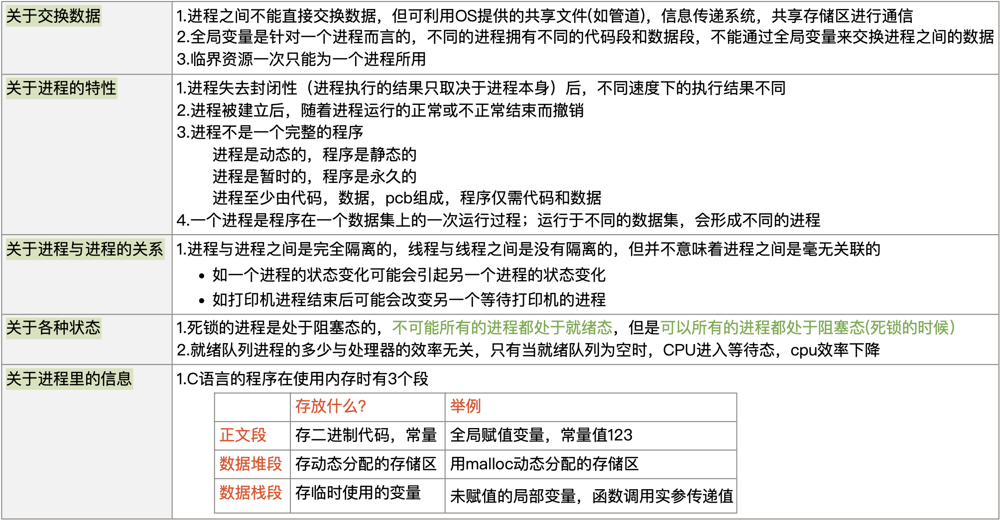 关于交换数据
1.进程之间不能直接交换数据，但可利用OS提供的共享文件(如管道)，信息传递系统，共享存储区进行通信
2.全局变量是针对一个进程而言的，不同的进程拥有不同的代码段和数据段，不能通过全局变量来交换进程之间的数据
3.临界资源一次只能为一个进程所用
关于进程的特性
1.进程失去封闭性（进程执行的结果只取决于进程本身）后，不同速度下的执行结果不同
2.进程被建立后，随着进程运行的正常或不正常结束而撤销
3.进程不是一个完整的程序
进程是动态的，程序是静态的
进程是暂时的，程序是永久的
进程至少由代码，数据，pcb组成，程序仅需代码和数据
4.一个进程是程序在一个数据集上的一次运行过程；运行于不同的数据集，会形成不同的进程
关于进程与进程的关系
1.进程与进程之间是完全隔离的，线程与线程之间是没有隔离的，但并不意味着进程之间是毫无关联的
• 如一个进程的状态变化可能会引起另一个进程的状态变化
• 如打印机进程结束后可能会改变另一个等待打印机的进程
关于各种状态
1.死锁的进程是处于阻塞态的，不可能所有的进程都处于就绪态，但是可以所有的进程都处于阻塞态(死锁的时候）
2.就绪队列进程的多少与处理器的效率无关，只有当就绪队列为空时，CPU进入等待态，cpu效率下降
关于进程里的信息
1.C语言的程序在使用内存时有3个段
存放什么? 举例
正文段 存二进制代码，常量 全局赋值变量，常量值123
数据堆段 存动态分配的存储区 用malloc动态分配的存储区
数据栈段 存临时使用的变量 未赋值的局部变量，函数调用实参传递值